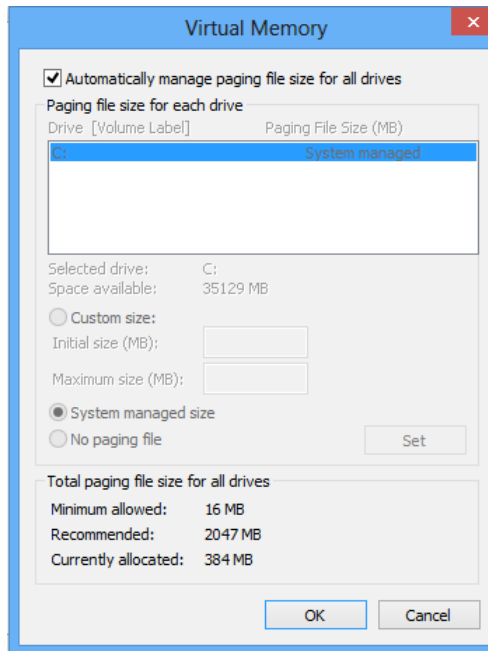 Virtual Memory
Automatically manage paging file size for all drives
Paging file size for each drive
Drive [Volume Label] Paging File Size (MB)
C: System managed
Selected drive: C:
Space available: 35129 MB
Custom size:
Initial size (MB):
Maximum size (MB):
System managed size
No paging file Set
Total paging file size for all drives
Minimum allowed: 16 MB
Recommended: 2047 MB
Currently allocated: 384 MB
OK Cancel